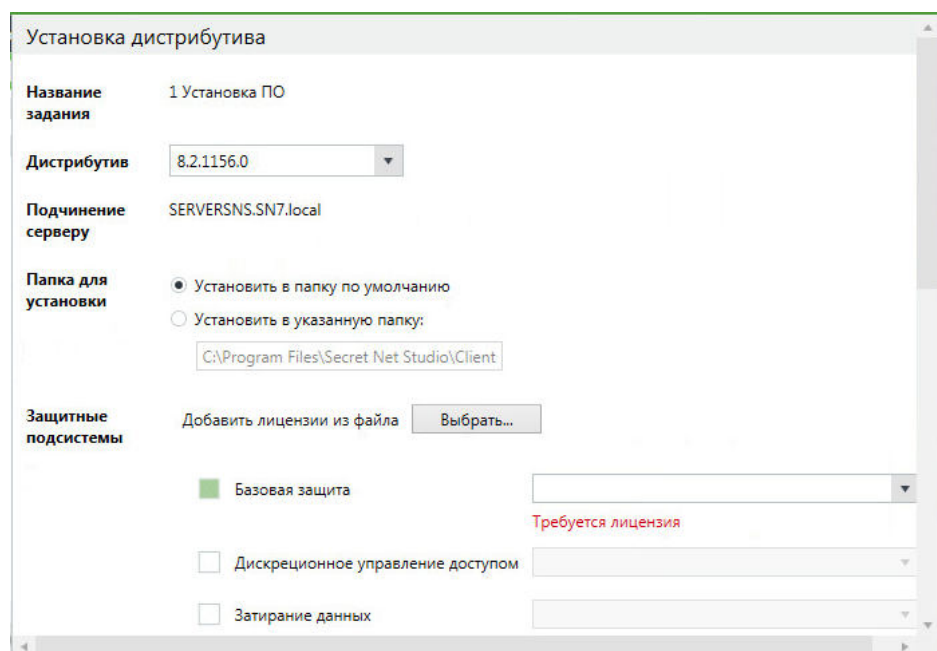 Установка дистрибутива
Название
задания
1 Установка ПО
Дистрибутив
8.2.1156.0
Подчинение
серверу
SERVERSNS.SN7.local
Папка для
установки
Установить в папку по умолчанию
Установить в указанную папку:
C:\Program Files\Secret Net Studio\Client
Защитные
подсистемы
Добавить лицензии из файла
Выбрать...
Базовая защита
Требуется лицензия
Дискреционное управление доступом
Затирание данных